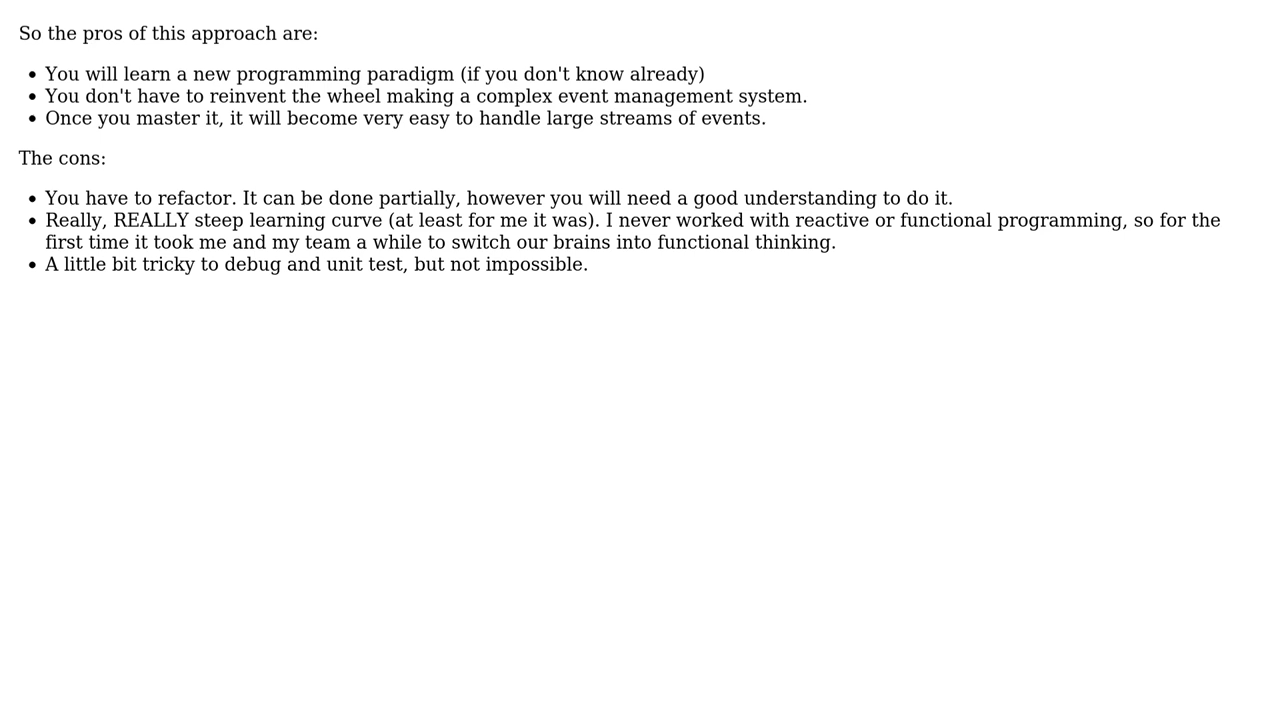 So the pros of this approach are:
• You will learn a new programming paradigm (if you don't know already)
• You don't have to reinvent the wheel making a complex event management system.
• Once you master it, it will become very easy to handle large streams of events.
The cons:
• You have to refactor. It can be done partially, however you will need a good understanding to do it.
• Really, REALLY steep learning curve (at least for me it was). I never worked with reactive or functional programming, so for the
first time it took me and my team a while to switch our brains into functional thinking.
• A little bit tricky to debug and unit test, but not impossible.